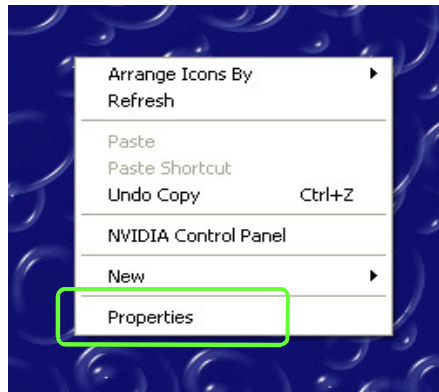 Arrange Icons By
Refresh
Paste
Paste Shortcut
Undo Copy Ctrl+Z
NVIDIA Control Panel
New
Properties